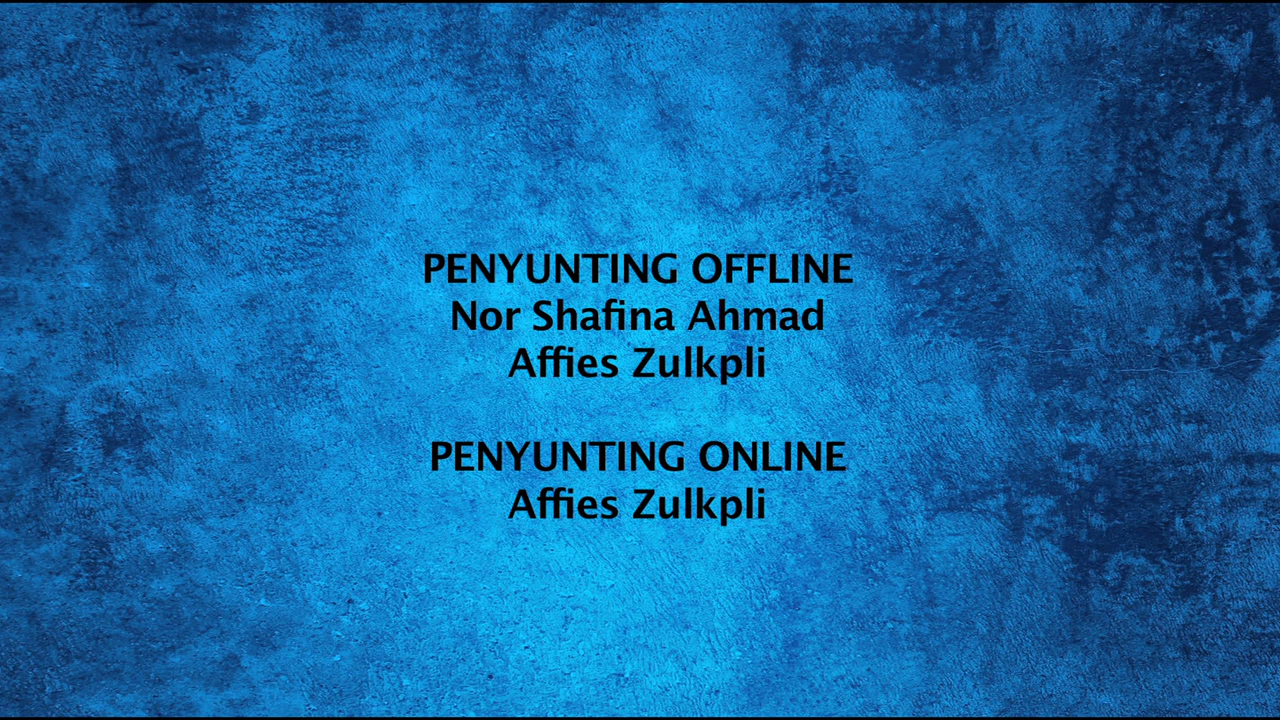 PENYUNTING OFFLINE
Nor Shafina Ahmad
Affies Zulkpli
PENYUNTING ONLINE
Affies Zulkpli